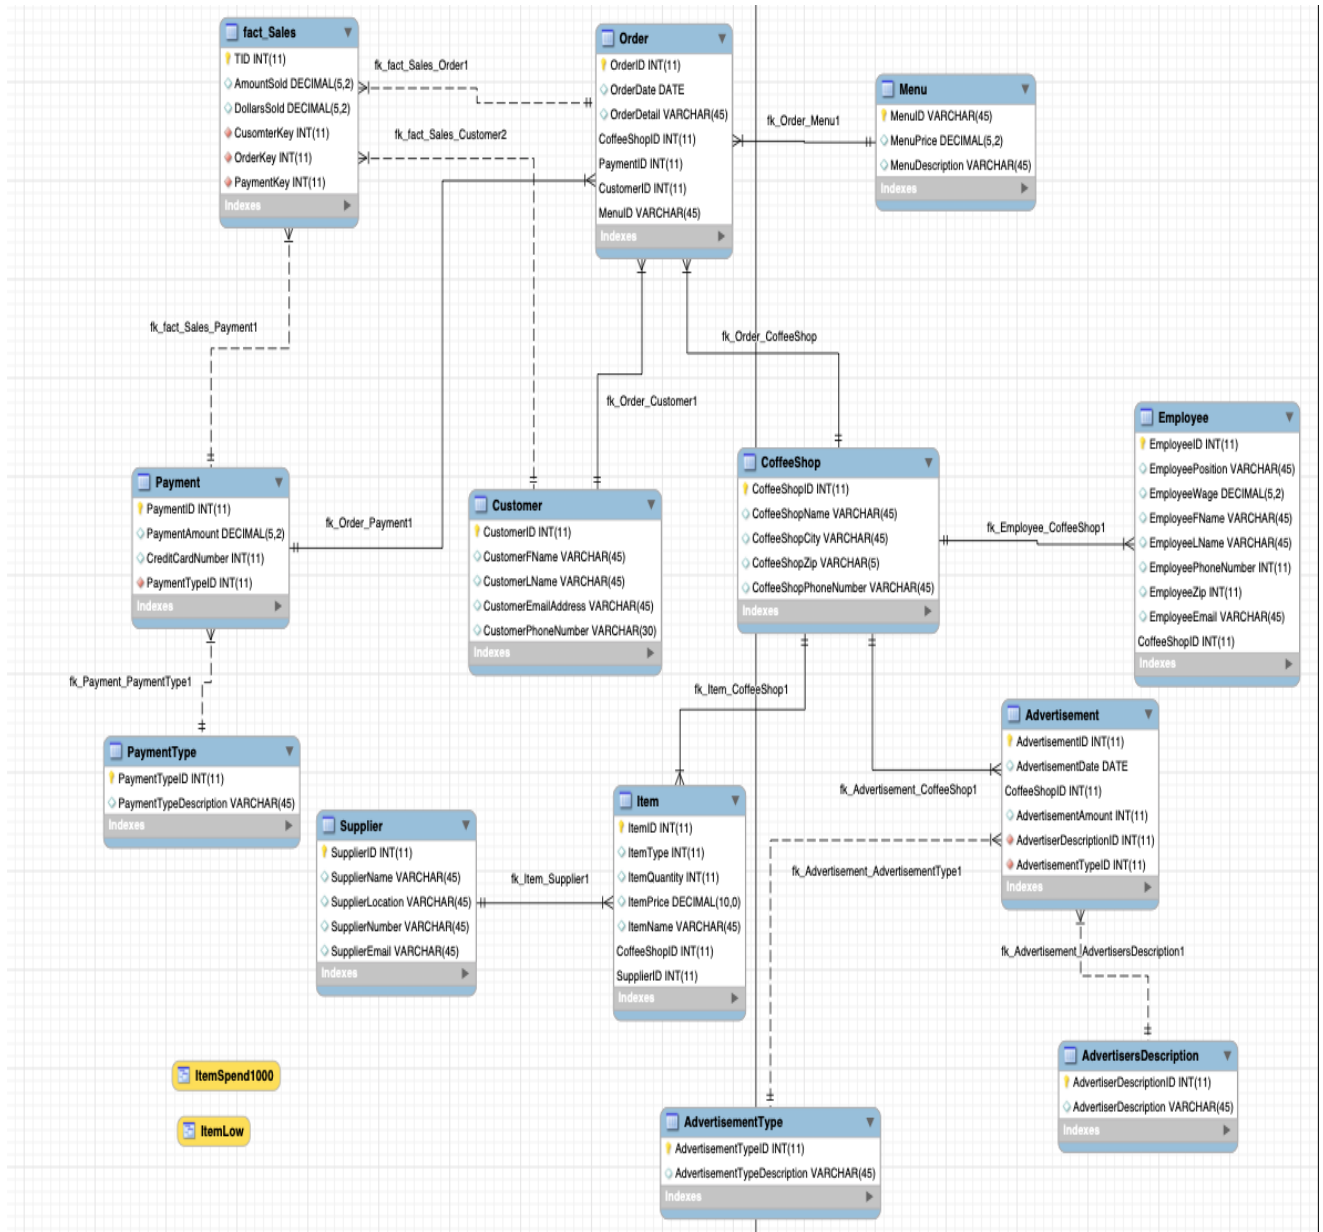 fact_Sales
TID INT(11)
AmountSold DECIMAL(5,2)
DollarsSold DECIMAL(5,2)
CusomterKey INT(11)
OrderKey INT(11)
PaymentKey INT(11)
Indexes
fk_fact_Sales_Order1
fk_fact_Sales_Customer2
Order
OrderID INT(11)
OrderDate DATE
OrderDetail VARCHAR(45)
CoffeeShopID INT(11)
PaymentID INT(11)
CustomerID INT(11)
MenuID VARCHAR(45)
Indexes
fk_Order_Menu1
Menu
MenuID VARCHAR(45)
MenuPrice DECIMAL(5,2)
MenuDescription VARCHAR(45)
Indexes
fk_fact_Sales_Payment1
fk_Order_CoffeeShop
fk_Order_Customer1
Payment
PaymentID INT(11)
PaymentAmount DECIMAL(5,2)
CreditCardNumber INT(11)
PaymentTypeID INT(11)
Indexes
fk_Order_Payment1
Customer
CustomerID INT(11)
CustomerFName VARCHAR(45)
CustomerLName VARCHAR(45)
CustomerEmailAddress VARCHAR(45)
CustomerPhoneNumber VARCHAR(30)
Indexes
CoffeeShop
CoffeeShopID INT(11)
CoffeeShopName VARCHAR(45)
CoffeeShopCity VARCHAR(45)
CoffeeShopZip VARCHAR(5)
CoffeeShopPhoneNumber VARCHAR(45)
Indexes
fk_Employee_CoffeeShop1
Employee
EmployeeID INT(11)
EmployeePosition VARCHAR(45)
EmployeeWage DECIMAL(5,2)
EmployeeFName VARCHAR(45)
EmployeeLName VARCHAR(45)
EmployeePhoneNumber INT(11)
EmployeeZip INT(11)
EmployeeEmail VARCHAR(45)
CoffeeShopID INT(11)
Indexes
fk_Payment_PaymentType1
fk_Item_CoffeeShop1
PaymentType
PaymentTypeID INT(11)
PaymentTypeDescription VARCHAR(45)
Indexes
Supplier
SupplierID INT(11)
SupplierName VARCHAR(45)
SupplierLocation VARCHAR(45)
SupplierNumber VARCHAR(45)
SupplierEmail VARCHAR(45)
Indexes
fk_Item_Supplier1
Item
ItemID INT(11)
ItemType INT(11)
ItemQuantity INT(11)
ItemPrice DECIMAL(10,0)
ItemName VARCHAR(45)
CoffeeShopID INT(11)
SupplierID INT(11)
Indexes
fk_Advertisement_CoffeeShop1
fk_Advertisement_AdvertisementType1
Advertisement
AdvertisementID INT(11)
AdvertisementDate DATE
CoffeeShopID INT(11)
AdvertisementAmount INT(11)
AdvertiserDescriptionID INT(11)
AdvertisementTypeID INT(11)
Indexes
fk_Advertisement_AdvertisersDescription1
AdvertisersDescription
AdvertiserDescriptionID INT(11)
AdvertiserDescription VARCHAR(45)
Indexes
ItemSpend1000
ItemLow
AdvertisementType
AdvertisementTypeID INT(11)
AdvertisementTypeDescription VARCHAR(45)
Indexes